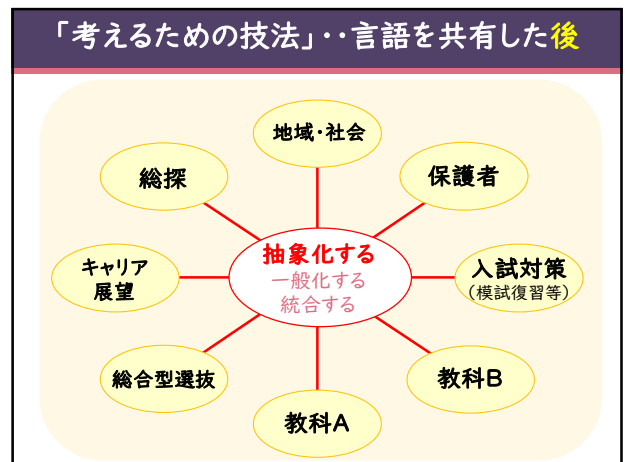 「考えるための技法」‥言語を共有した後
地域・社会
総探
保護者
抽象化する
一般化する
統合する
キャリア
展望
入試対策
（模試復習等）
総合型選抜
教科B
教科A